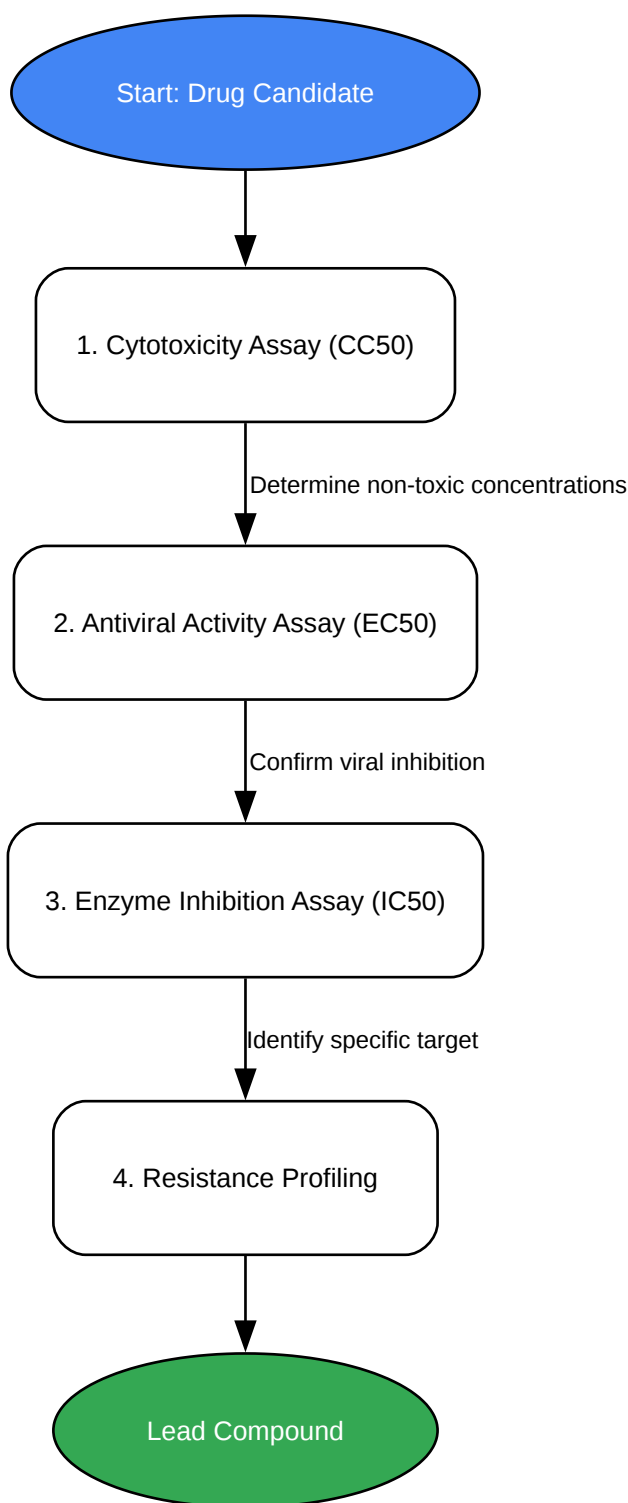 Start: Drug Candidate
1. Cytotoxicity Assay (CC50)
Determine non-toxic concentrations
2. Antiviral Activity Assay (EC50)
Confirm viral inhibition
3. Enzyme Inhibition Assay (IC50)
Identify specific target
4. Resistance Profiling
Lead Compound